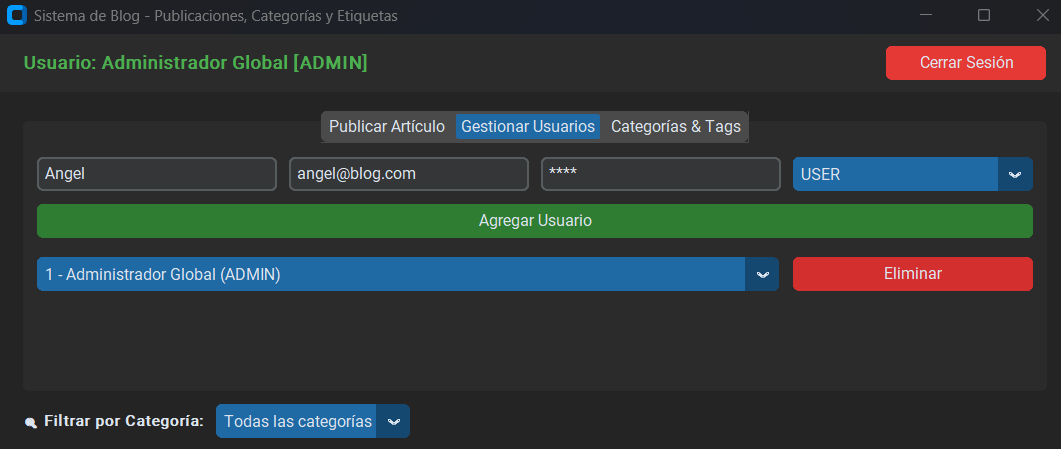 Sistema de Blog - Publicaciones, Categorías y Etiquetas
Usuario: Administrador Global [ADMIN]
Cerrar Sesión
Publicar Artículo Gestionar Usuarios Categorías & Tags
Angel angel@blog.com **** USER
Agregar Usuario
1 - Administrador Global (ADMIN) Eliminar
Filtrar por Categoría: Todas las categorías